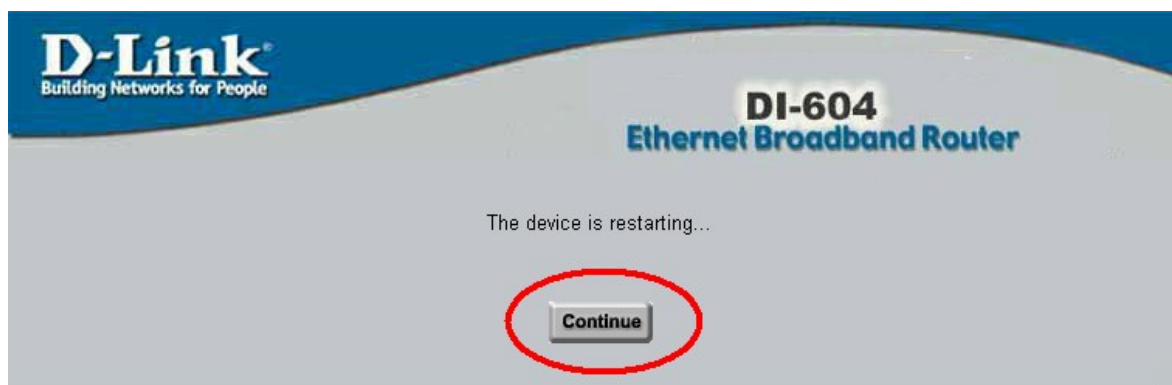 D-Link
Building Networks for People
DI-604
Ethernet Broadband Router
The device is restarting...
Continue